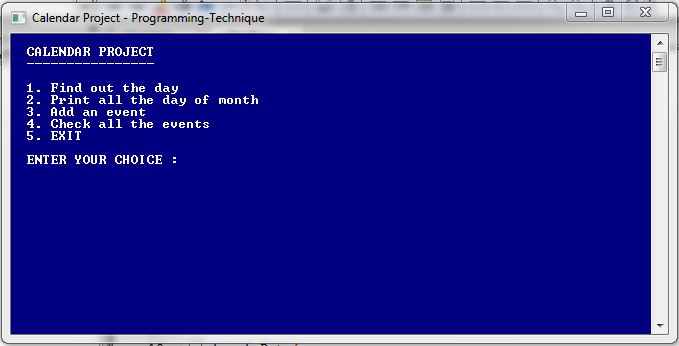 Calendar Project - Programming-Technique
CALENDAR PROJECT
----------------
1. Find out the day
2. Print all the day of month
3. Add an event
4. Check all the events
5. EXIT
ENTER YOUR CHOICE :